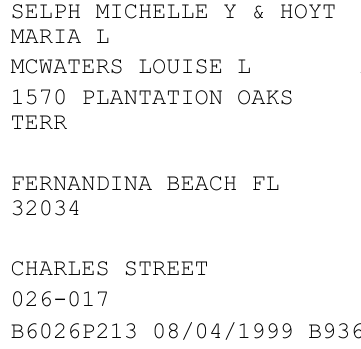 SELPH MICHELLE Y & HOYT
MARIA L
MCWATERS LOUISE L
1570 PLANTATION OAKS
TERR
FERNANDINA BEACH FL
32034
CHARLES STREET
026-017
B6026P213 08/04/1999 B936